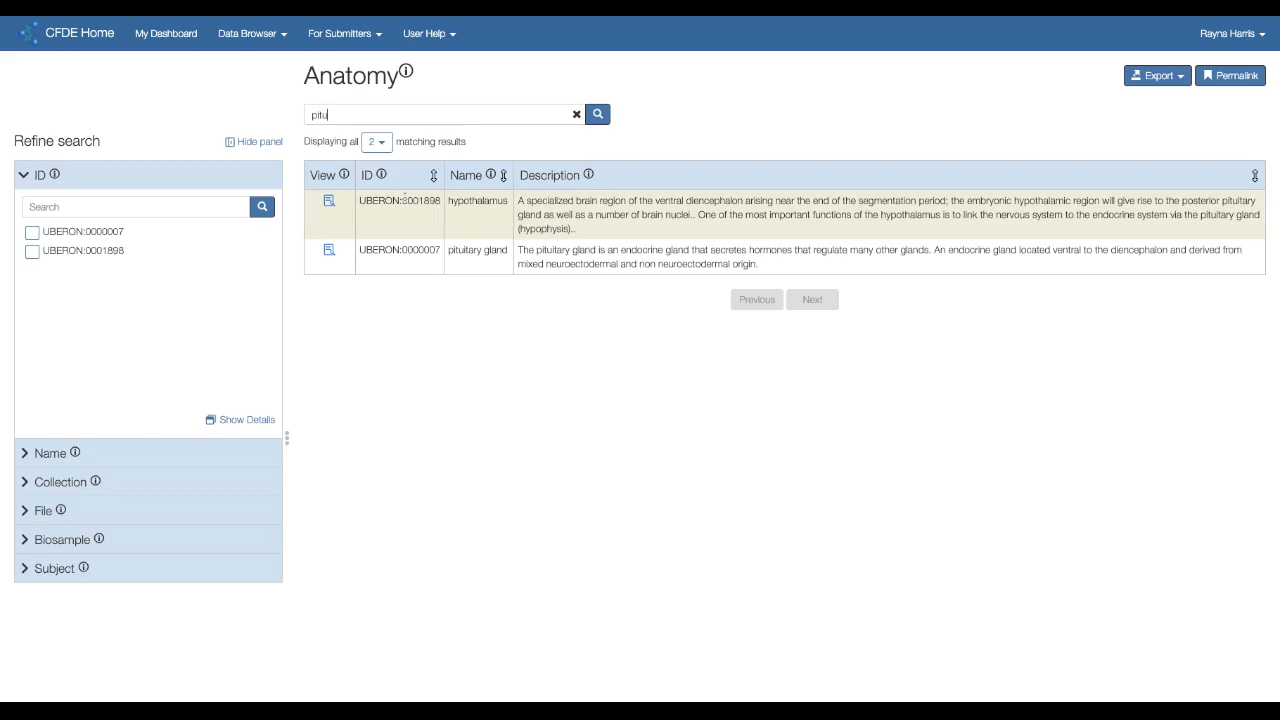 CFDE Home My Dashboard Data Browser For Submitters User Help Rayna Harris
Anatomy
Export Permalink
pitu
Refine search Hide panel
Displaying all 2 matching results
ID
Search
UBERON:0000007
UBERON:0001898
Show Details
Name
Collection
File
Biosample
Subject
View ID Name Description
UBERON:0001898 hypothalamus A specialized brain region of the ventral diencephalon arising near the end of the segmentation period; the embryonic hypothalamic region will give rise to the posterior pituitary
gland as well as a number of brain nuclei.. One of the most important functions of the hypothalamus is to link the nervous system to the endocrine system via the pituitary gland
(hypophysis)..
UBERON:0000007 pituitary gland The pituitary gland is an endocrine gland that secretes hormones that regulate many other glands. An endocrine gland located ventral to the diencephalon and derived from
mixed neuroectodermal and non neuroectodermal origin.
Previous Next